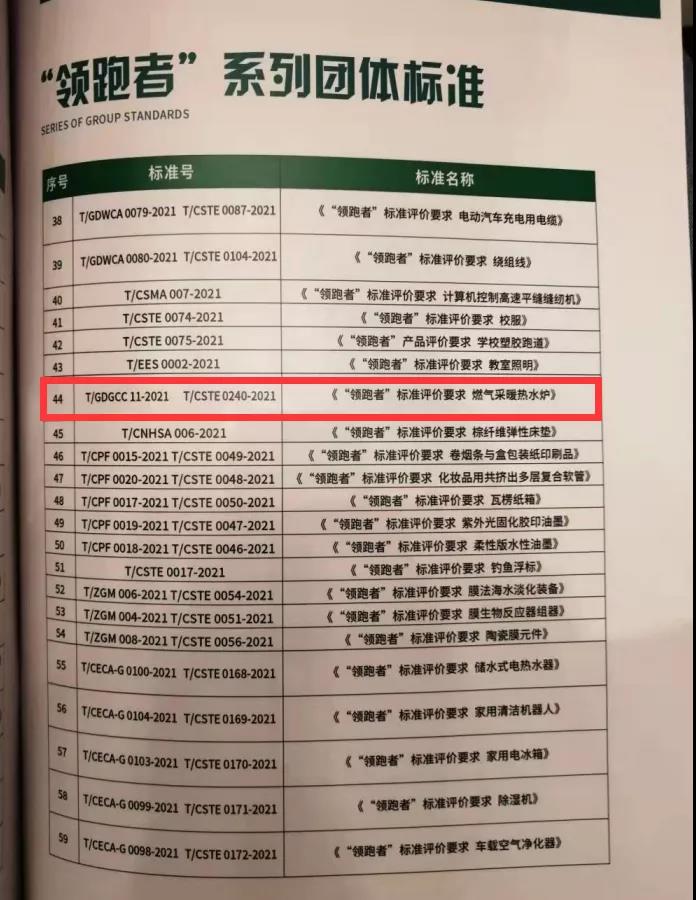 “领跑者”系列团体标准
SERIES OF GROUP STANDARDS
序号 标准号 标准名称
38 T/GDWCA 0079-2021 T/CSTE 0087-2021 《“领跑者”标准评价要求 电动汽车充电用电缆》
39 T/GDWCA 0080-2021 T/CSTE 0104-2021 《“领跑者”标准评价要求 绕组线》
40 T/CSMA 007-2021 《“领跑者”标准评价要求 计算机控制高速平缝缝纫机》
41 T/CSTE 0074-2021 《“领跑者”标准评价要求 校服》
42 T/CSTE 0075-2021 《“领跑者”产品评价要求 学校塑胶跑道》
43 T/EES 0002-2021 《“领跑者”标准评价要求 教室照明》
44 T/GDGCC 11-2021 T/CSTE 0240-2021 《“领跑者”标准评价要求 燃气采暖热水炉》
45 T/CNHSA 006-2021 《“领跑者”标准评价要求 棕纤维弹性床垫》
46 T/CPF 0015-2021 T/CSTE 0049-2021 《“领跑者”标准评价要求 卷烟条与盒包装纸印刷品》
47 T/CPF 0020-2021 T/CSTE 0048-2021 《“领跑者”标准评价要求 化妆品用共挤出多层复合软管》
48 T/CPF 0017-2021 T/CSTE 0050-2021 《“领跑者”标准评价要求 瓦楞纸箱》
49 T/CPF 0019-2021 T/CSTE 0047-2021 《“领跑者”标准评价要求 紫外光固化胶印油墨》
50 T/CPF 0018-2021 T/CSTE 0046-2021 《“领跑者”标准评价要求 柔性版水性油墨》
51 T/CSTE 0017-2021 《“领跑者”标准评价要求 钓鱼浮标》
52 T/ZGM 006-2021 T/CSTE 0054-2021 《“领跑者”标准评价要求 膜法海水淡化装备》
53 T/ZGM 004-2021 T/CSTE 0051-2021 《“领跑者”标准评价要求 膜生物反应器组器》
54 T/ZGM 008-2021 T/CSTE 0056-2021 《“领跑者”标准评价要求 陶瓷膜元件》
55 T/CECA-G 0100-2021 T/CSTE 0168-2021 《“领跑者”标准评价要求 储水式电热水器》
56 T/CECA-G 0104-2021 T/CSTE 0169-2021 《“领跑者”标准评价要求 家用清洁机器人》
57 T/CECA-G 0103-2021 T/CSTE 0170-2021 《“领跑者”标准评价要求 家用电冰箱》
58 T/CECA-G 0099-2021 T/CSTE 0171-2021 《“领跑者”标准评价要求 除湿机》
59 T/CECA-G 0098-2021 T/CSTE 0172-2021 《“领跑者”标准评价要求 车载空气净化器》